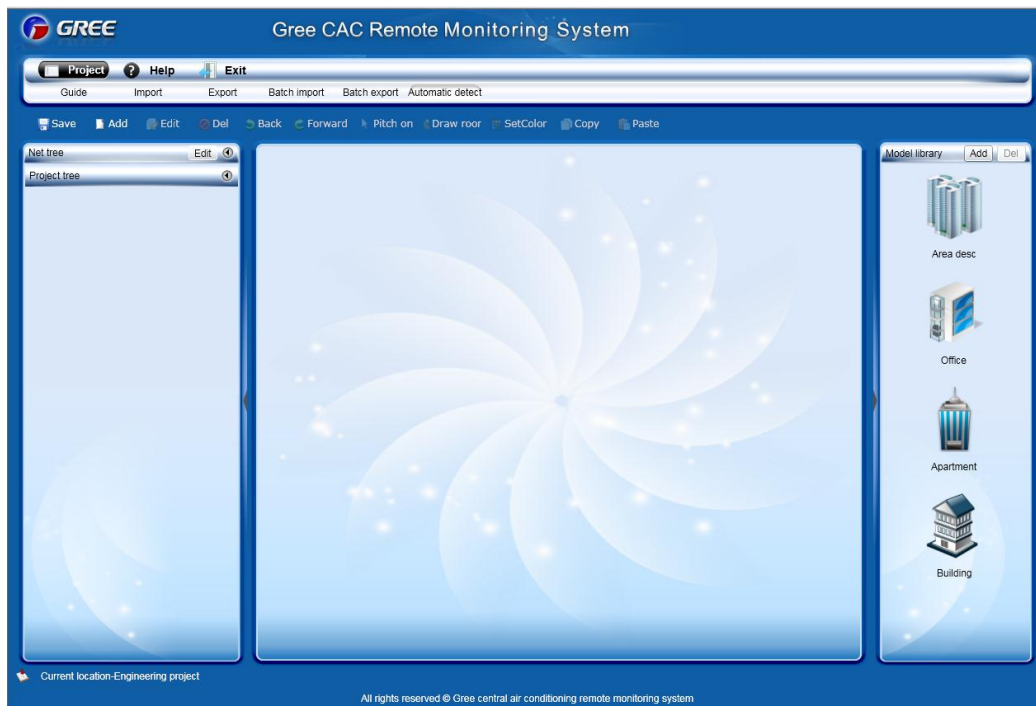 GREE Gree CAC Remote Monitoring System
Project Help Exit
Guide Import Export Batch import Batch export Automatic detect
Save Add Edit Del Back Forward Pitch on Draw roor SetColor Copy Paste
Net tree Edit
Project tree
Model library Add Del
Area desc
Office
Apartment
Building
Current location-Engineering project
All rights reserved © Gree central air conditioning remote monitoring system